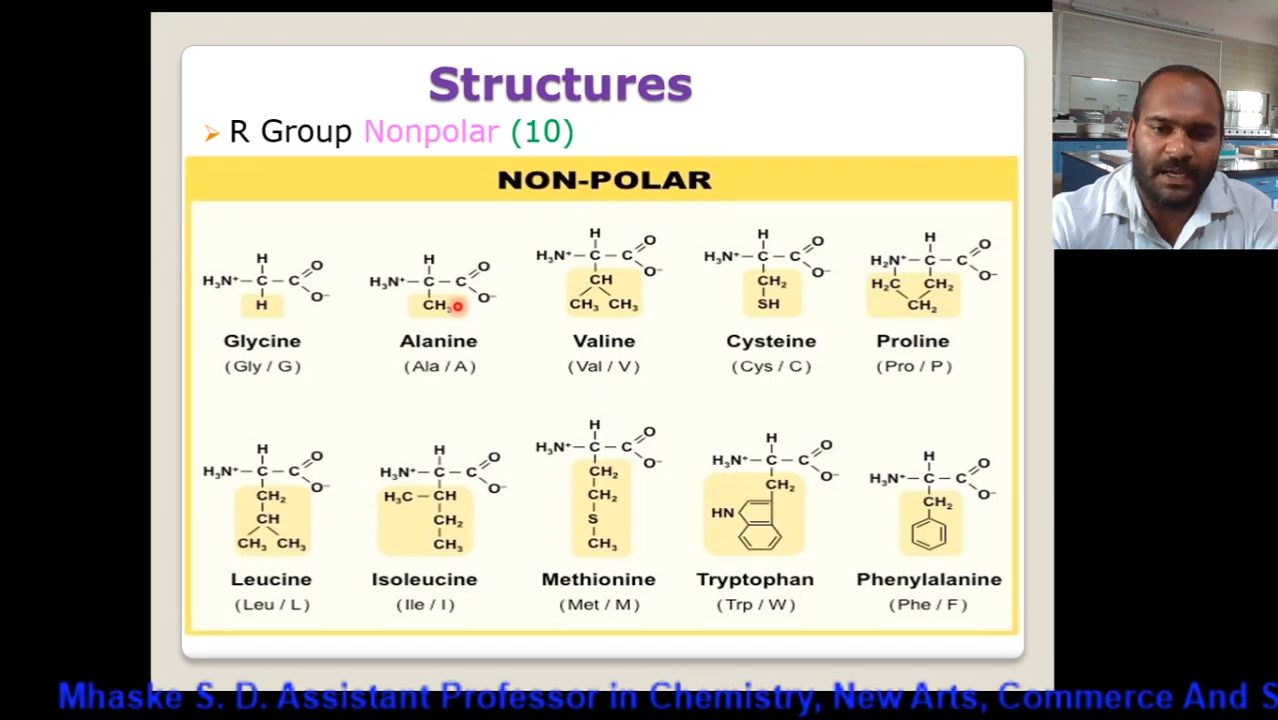 Structures
R Group Nonpolar (10)
NON-POLAR
H
H₃N⁺ — C — C
O
O⁻
H
Glycine
(Gly / G)
H
H₃N⁺ — C — C
O
O⁻
CH₃
Alanine
(Ala / A)
H
H₃N⁺ — C — C
O
O⁻
CH
CH₃ CH₃
Valine
(Val / V)
H
H₃N⁺ — C — C
O
O⁻
CH₂
SH
Cysteine
(Cys / C)
H
H₂N⁺ — C — C
O
O⁻
H₂C CH₂
CH₂
Proline
(Pro / P)
H
H₃N⁺ — C — C
O
O⁻
CH₂
CH
CH₃ CH₃
Leucine
(Leu / L)
H
H₃N⁺ — C — C
O
O⁻
H₃C — CH
CH₂
CH₃
Isoleucine
(Ile / I)
H
H₃N⁺ — C — C
O
O⁻
CH₂
CH₂
S
CH₃
Methionine
(Met / M)
H
H₃N⁺ — C — C
O
O⁻
CH₂
HN
Tryptophan
(Trp / W)
H
H₃N⁺ — C — C
O
O⁻
CH₂
Phenylalanine
(Phe / F)
Mhaske S. D. Assistant Professor in Chemistry, New Arts, Commerce And S